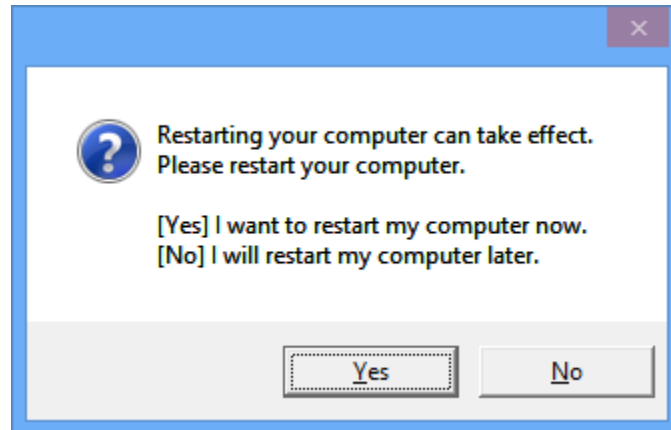 Restarting your computer can take effect.
Please restart your computer.
[Yes] I want to restart my computer now.
[No] I will restart my computer later.
Yes
No